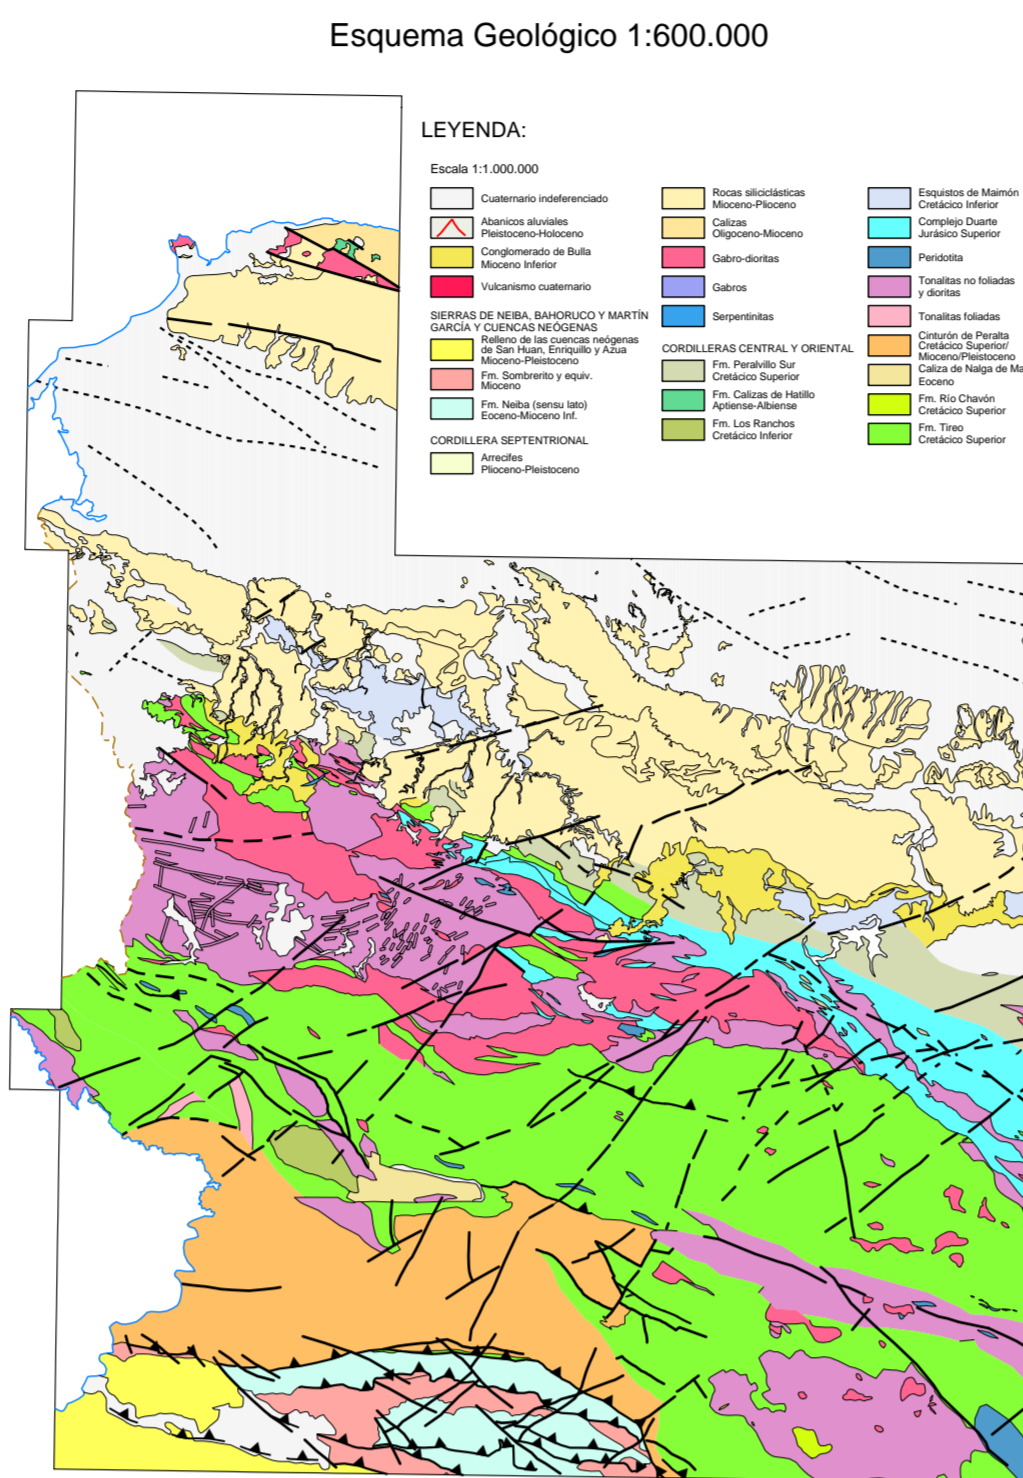 Esquema Geológico 1:600.000
LEYENDA:
Escala 1:1.000.000
Cuaternario indeferenciado
Abanicos aluviales
Pleistoceno-Holoceno
Conglomerado de Bulla
Mioceno Inferior
Vulcanismo cuaternario
SIERRAS DE NEIBA, BAHORUCO Y MARTÍN
GARCÍA Y CUENCAS NEÓGENAS
Relleno de las cuencas neógenas
de San Huan, Enriquillo y Azua
Mioceno-Pleistoceno
Fm. Sombrerito y equiv.
Mioceno
Fm. Neiba (sensu lato)
Eoceno-Mioceno Inf.
CORDILLERA SEPTENTRIONAL
Arrecifes
Plioceno-Pleistoceno
Rocas siliciclásticas
Mioceno-Plioceno
Calizas
Oligoceno-Mioceno
Gabro-dioritas
Gabros
Serpentinitas
CORDILLERAS CENTRAL Y ORIENTAL
Fm. Peralvillo Sur
Cretácico Superior
Fm. Calizas de Hatillo
Aptiense-Albiense
Fm. Los Ranchos
Cretácico Inferior
Esquistos de Maimón
Cretácico Inferior
Complejo Duarte
Jurásico Superior
Peridotita
Tonalitas no foliadas
y dioritas
Tonalitas foliadas
Cinturón de Peralta
Cretácico Superior/
Mioceno/Pleistoceno
Caliza de Nalga de Ma
Eoceno
Fm. Río Chavón
Cretácico Superior
Fm. Tireo
Cretácico Superior